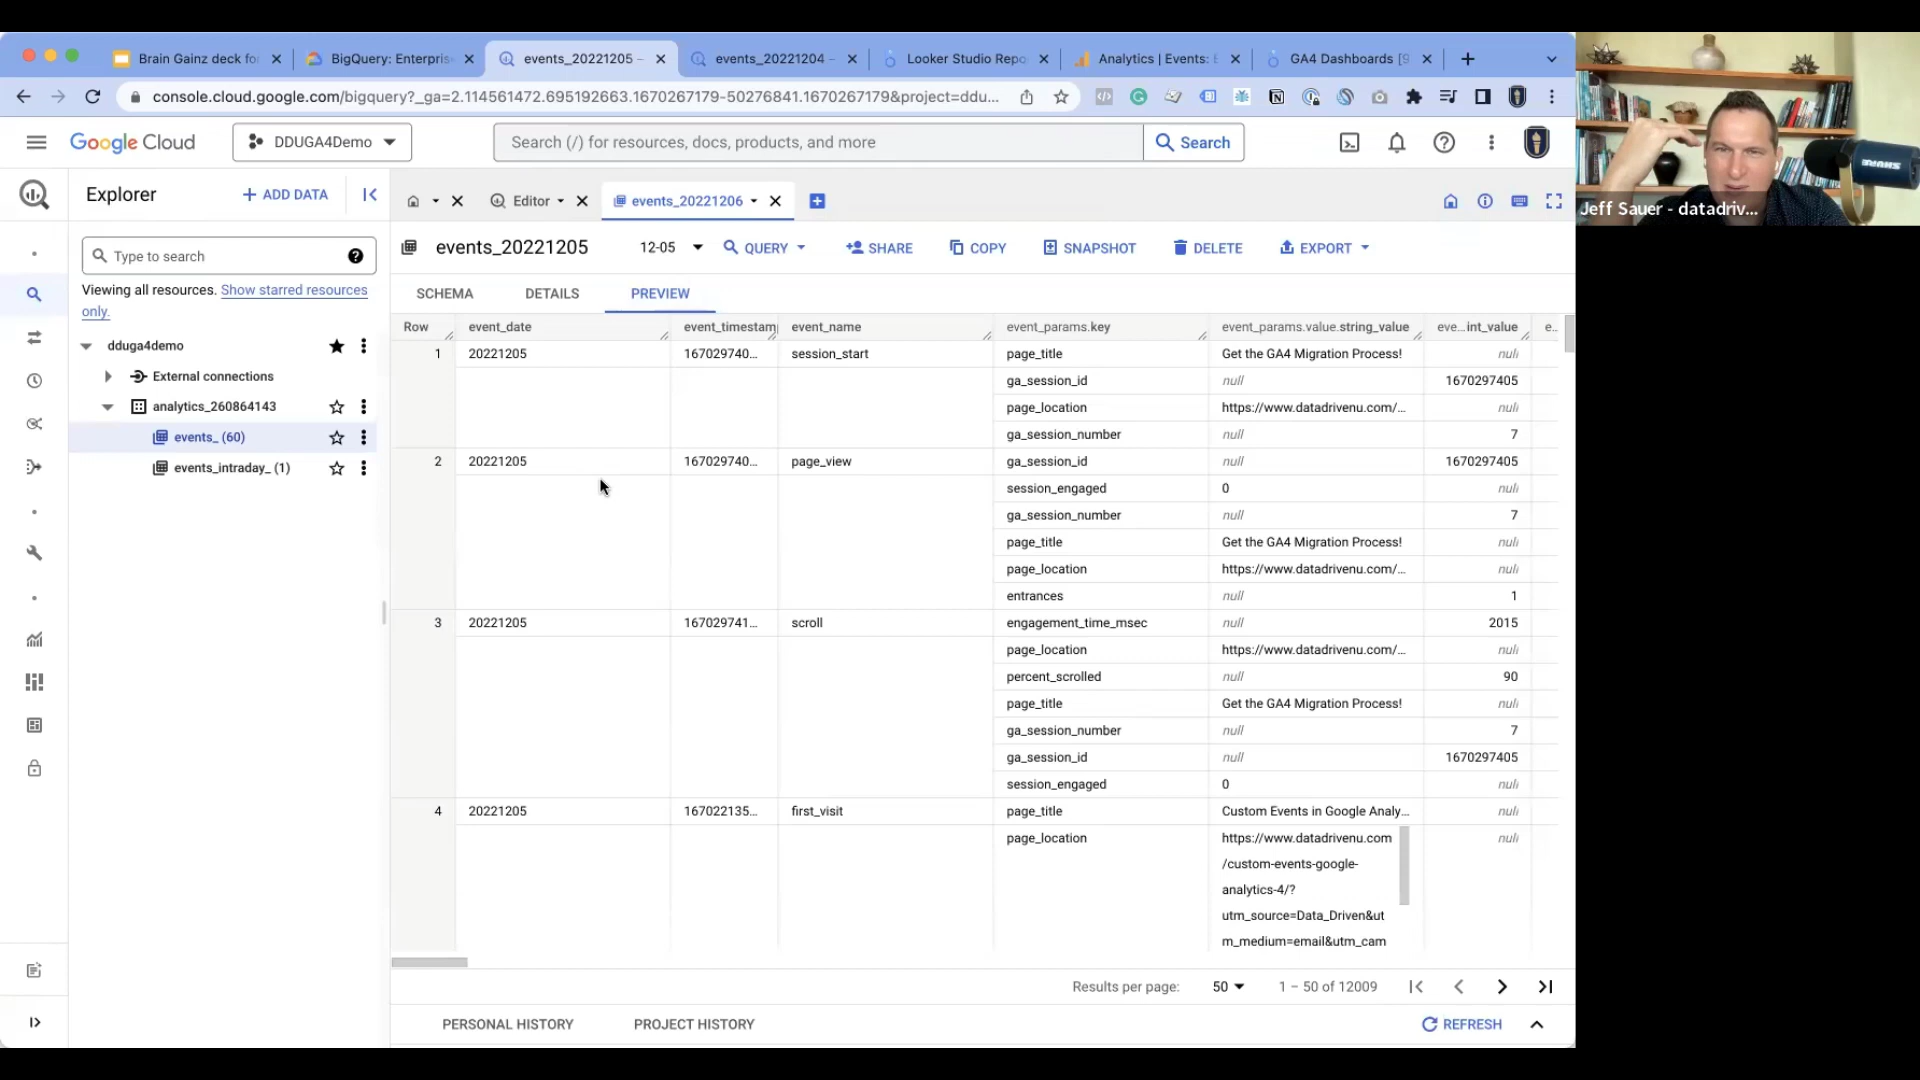 Brain Gainz deck fo
BigQuery: Enterpris
events_20221205 -
events_20221204 -
Looker Studio Repo
Analytics | Events: E
GA4 Dashboards [9
console.cloud.google.com/bigquery?_ga=2.114561472.695192663.1670267179-50276841.1670267179&project=ddu...
Google Cloud
DDUGA4Demo
Search (/) for resources, docs, products, and more
Search
Jeff Sauer - datadriv...
Explorer
+ ADD DATA
Editor
events_20221206
Type to search
events_20221205
12-05
QUERY
SHARE
COPY
SNAPSHOT
DELETE
EXPORT
Viewing all resources. Show starred resources
only.
SCHEMA
DETAILS
PREVIEW
dduga4demo
External connections
analytics_260864143
events_ (60)
events_intraday_ (1)
Row event_date event_timestam event_name event_params.key event_params.value.string_value eve...int_value e...
1 20221205 167029740... session_start page_title Get the GA4 Migration Process! null
ga_session_id null 1670297405
page_location https://www.datadrivenu.com/... null
ga_session_number null 7
2 20221205 167029740... page_view ga_session_id null 1670297405
session_engaged 0 null
ga_session_number null 7
page_title Get the GA4 Migration Process! null
page_location https://www.datadrivenu.com/... null
entrances null 1
3 20221205 167029741... scroll engagement_time_msec null 2015
page_location https://www.datadrivenu.com/... null
percent_scrolled null 90
page_title Get the GA4 Migration Process! null
ga_session_number null 7
ga_session_id null 1670297405
session_engaged 0 null
4 20221205 167022135... first_visit page_title Custom Events in Google Analy... null
page_location https://www.datadrivenu.com null
/custom-events-google-
analytics-4/?
utm_source=Data_Driven&ut
m_medium=email&utm_cam
Results per page: 50 1 – 50 of 12009
PERSONAL HISTORY
PROJECT HISTORY
REFRESH